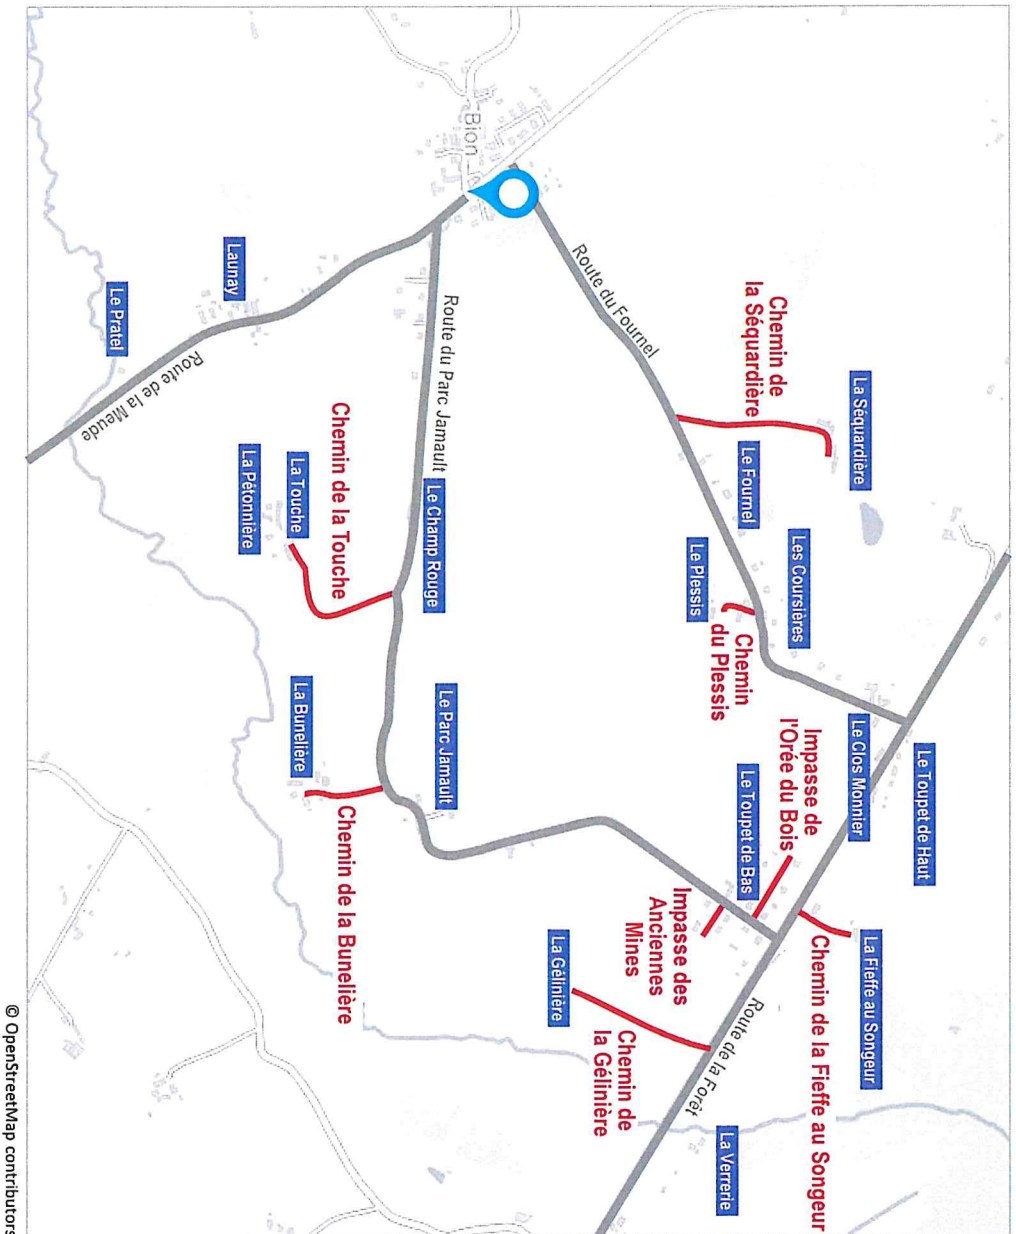 La Séquardière
Chemin de
la Séquardière
Le Fournel
Les Coursières
Le Plessis
Chemin
du Plessis
Route du Fournel
Bion
Le Toupet de Haut
Le Clos Monnier
Impasse de
l'Orée du Bois
Le Toupet de Bas
La Fieffe au Songeur
Chemin de la Fieffe au Songeur
Impasse des
Anciennes
Mines
Route de la Forêt
La Verrerie
La Gélinière
Chemin de
la Gélinière
Route du Parc Jamault
Le Champ Rouge
Le Parc Jamault
Chemin de la Touche
La Touche
La Pétonnière
La Bunelière
Chemin de la Bunelière
Launay
Le Pratel
Route de la Meude
© OpenStreetMap contributors